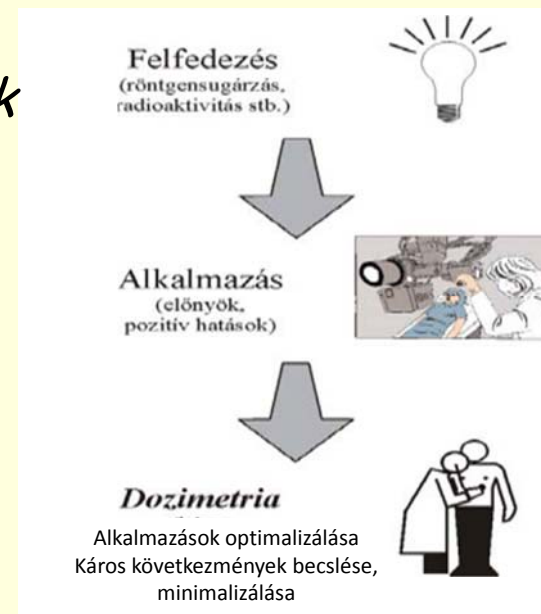 k
Felfedezés
(röntgensugárzás,
radioaktivitás stb.)
Alkalmazás
(előnyök,
pozitív hatások)
Dozimetria
Alkalmazások optimalizálása
Káros következmények becslése,
minimalizálása